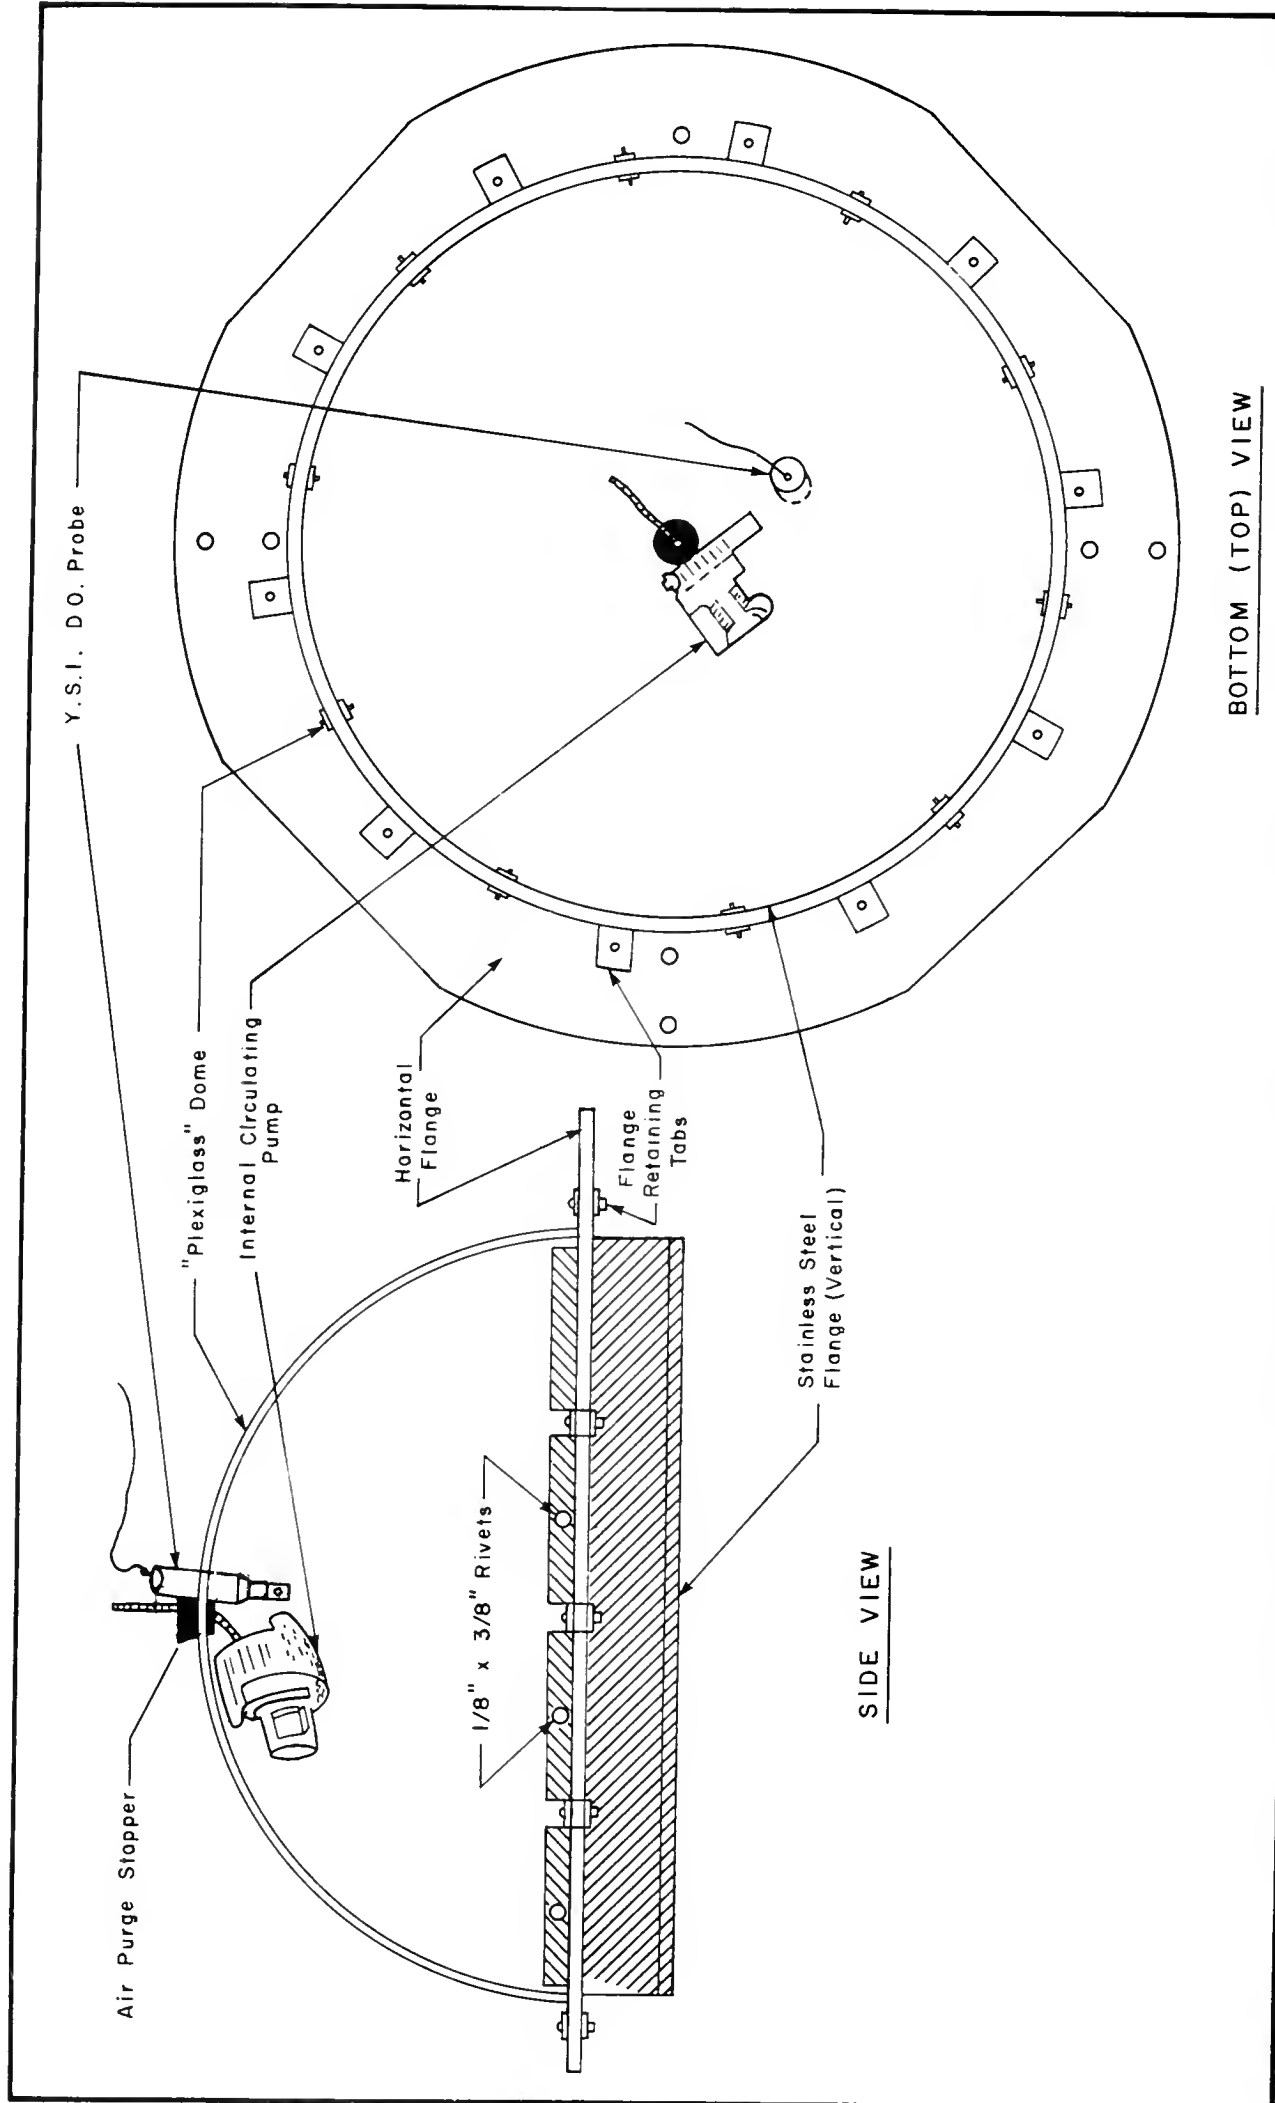 Y.S.I. D.O. Probe
"Plexiglass" Dome
Internal Circulating
Pump
Air Purge Stopper
Horizontal
Flange
Flange
Retaining
Tabs
1/8" x 3/8" Rivets
Stainless Steel
Flange (Vertical)
SIDE VIEW
BOTTOM (TOP) VIEW